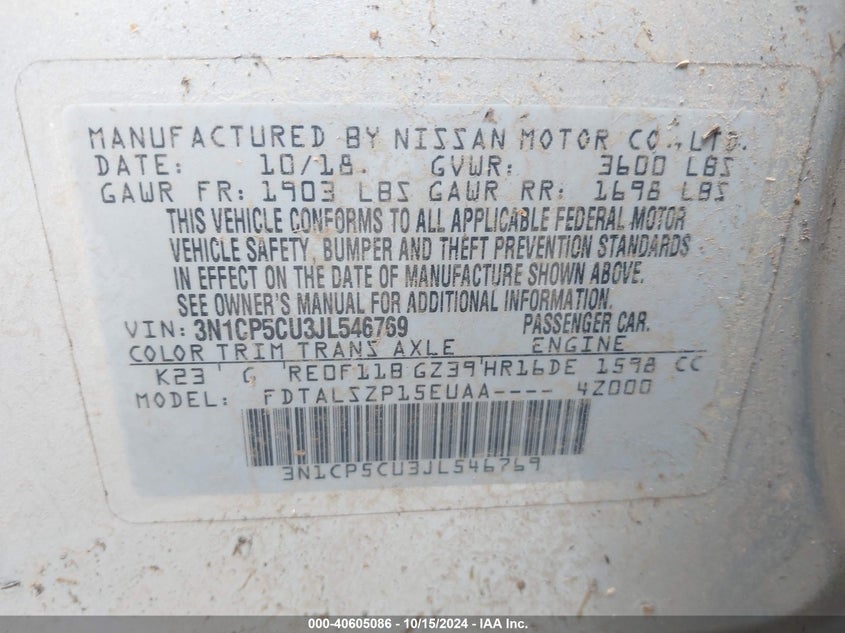 MANUFACTURED BY NISSAN MOTOR CO.,LTD.
DATE: 10/18 GVWR: 3600 LBS
GAWR FR: 1903 LBS GAWR RR: 1698 LBS
THIS VEHICLE CONFORMS TO ALL APPLICABLE FEDERAL MOTOR
VEHICLE SAFETY, BUMPER AND THEFT PREVENTION STANDARDS
IN EFFECT ON THE DATE OF MANUFACTURE SHOWN ABOVE.
SEE OWNER'S MANUAL FOR ADDITIONAL INFORMATION.
VIN: 3N1CP5CU3JL546769 PASSENGER CAR.
COLOR TRIM TRANS AXLE ENGINE
K23 G RE0F11B GZ39 HR16DE 1598 CC
MODEL: FDTALSZP15EUAA---- 4Z000
3N1CP5CU3JL546769
000-40605086 - 10/15/2024 - IAA Inc.